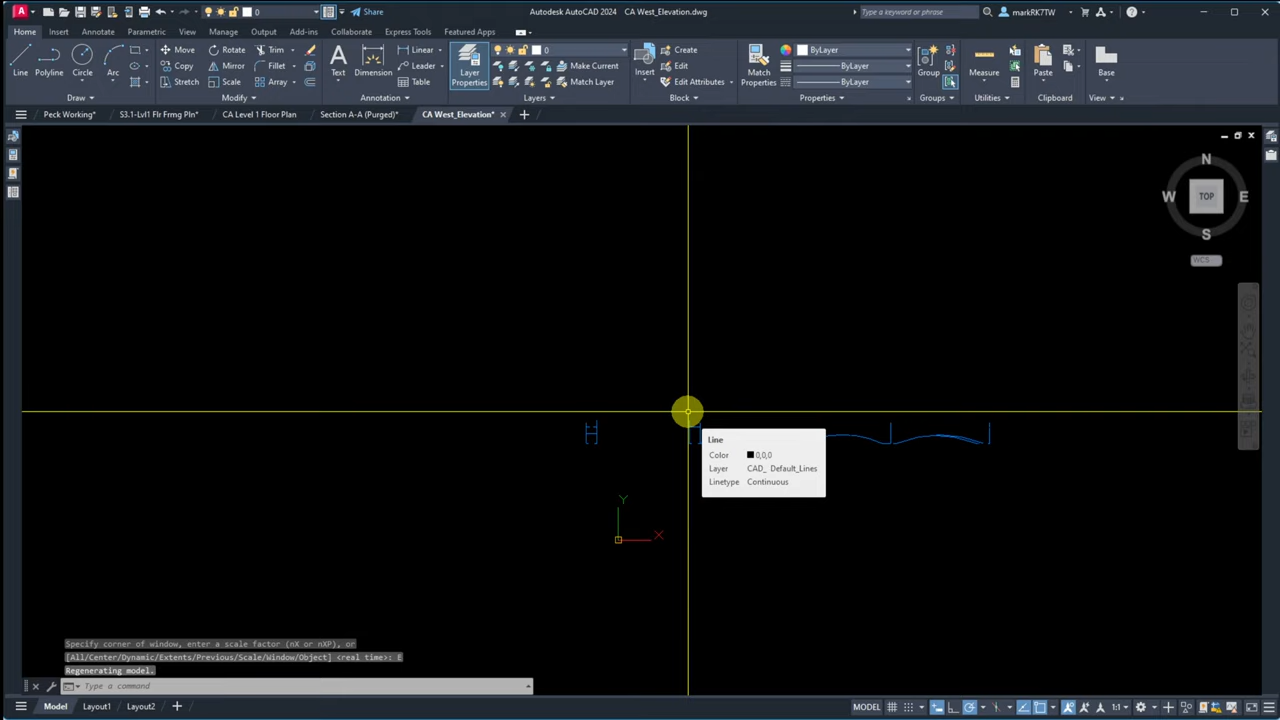 A CAD 0 Share Autodesk AutoCAD 2024 CA West_Elevation.dwg Type a keyword or phrase markRK7TW
Home Insert Annotate Parametric View Manage Output Add-ins Collaborate Express Tools Featured Apps
Line Polyline Circle Arc
Move Rotate Trim
Copy Mirror Fillet
Stretch Scale Array
Text Dimension
Linear
Leader
Table
Layer
Properties
0
Make Current
Match Layer
Insert
Create
Edit
Edit Attributes
Match
Properties
ByLayer
ByLayer
ByLayer
Group
Measure
Paste
Base
Draw Modify Annotation Layers Block Properties Groups Utilities Clipboard View
Peck Working* S3.1-Lvl1 Flr Frmg Pln* CA Level 1 Floor Plan Section A-A (Purged)* CA West_Elevation*
N
W TOP E
S
WCS
Line
Color 0,0,0
Layer CAD_ Default_Lines
Linetype Continuous
Y
X
Specify corner of window, enter a scale factor (nX or nXP), or
[All/Center/Dynamic/Extents/Previous/Scale/Window/Object] <real time>: E
Regenerating model.
Type a command
Model Layout1 Layout2 MODEL 1:1